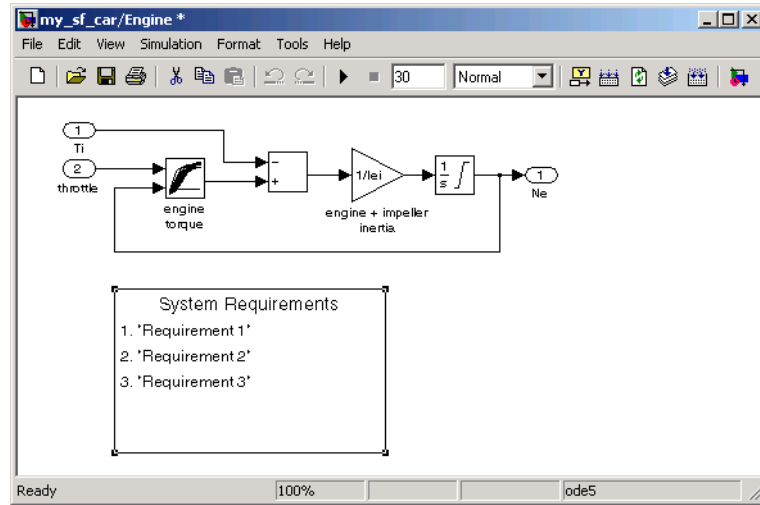 my_sf_car/Engine *
File Edit View Simulation Format Tools Help
30 Normal
1
Ti
2
throttle
engine
torque
−
+
1/Iei
engine + impeller
inertia
1
s
1
Ne
System Requirements
1. "Requirement 1"
2. "Requirement 2"
3. "Requirement 3"
Ready 100% ode5